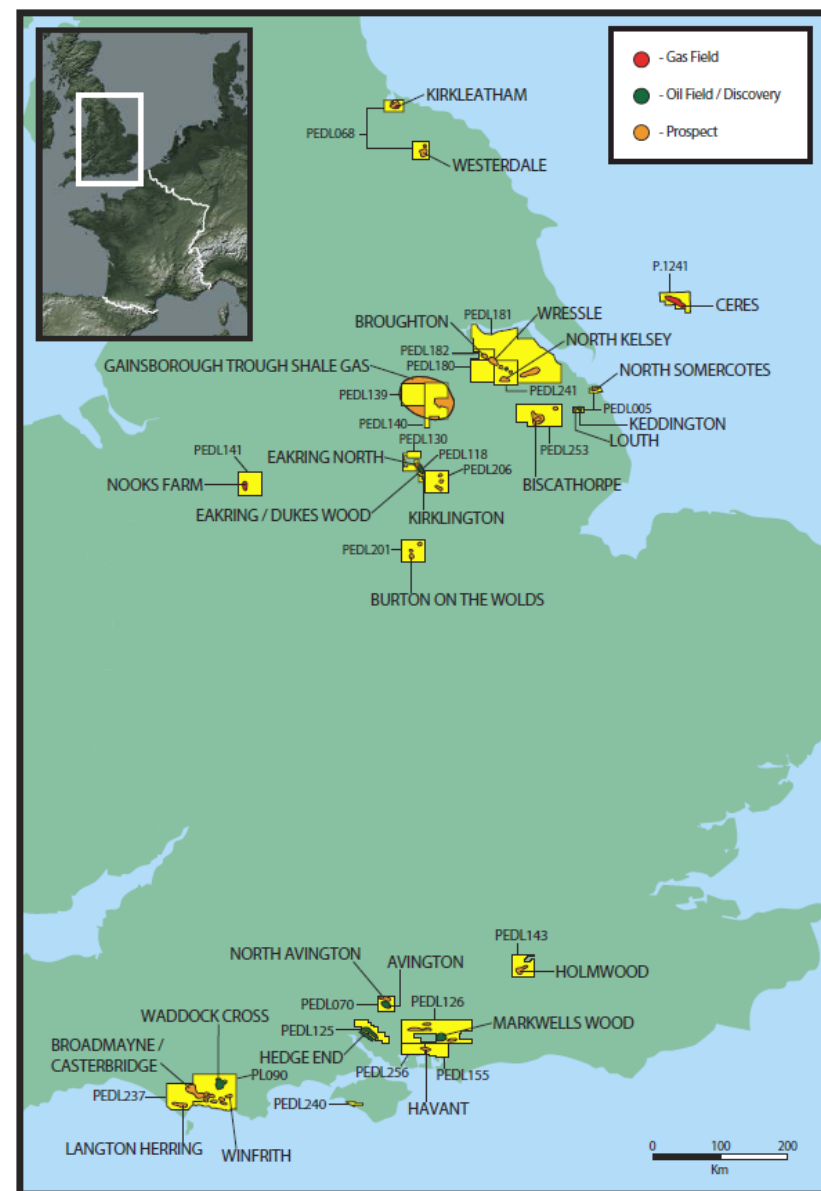 - Gas Field
- Oil Field / Discovery
- Prospect
KIRKLEATHAM
PEDL068
WESTERDALE
P.1241
CERES
PEDL181
WRESSLE
BROUGHTON
NORTH KELSEY
PEDL182
PEDL180
GAINSBOROUGH TROUGH SHALE GAS
NORTH SOMERCOTES
PEDL139
PEDL241
PEDL005
KEDDINGTON
PEDL140
LOUTH
PEDL130
PEDL253
PEDL141
EAKRING NORTH
PEDL118
PEDL206
NOOKS FARM
BISCATHORPE
EAKRING / DUKES WOOD
KIRKLINGTON
PEDL201
BURTON ON THE WOLDS
PEDL143
NORTH AVINGTON
AVINGTON
HOLMWOOD
PEDL070
PEDL126
WADDOCK CROSS
PEDL125
MARKWELLS WOOD
BROADMAYNE /
CASTERBRIDGE
HEDGE END
PL090
PEDL256
PEDL155
PEDL237
PEDL240
HAVANT
LANGTON HERRING
WINFRITH
0 100 200
Km